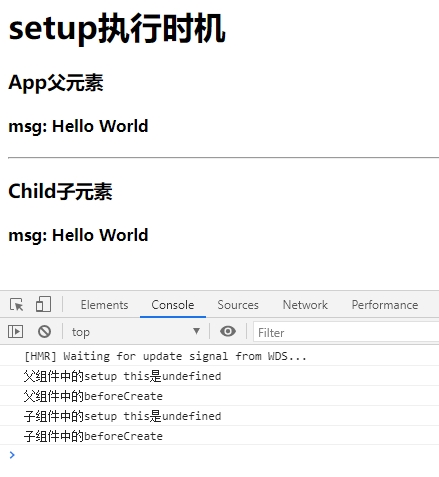 setup执行时机
App父元素
msg: Hello World
Child子元素
msg: Hello World
Elements Console Sources Network Performance
top Filter
[HMR] Waiting for update signal from WDS...
父组件中的setup this是undefined
父组件中的beforeCreate
子组件中的setup this是undefined
子组件中的beforeCreate